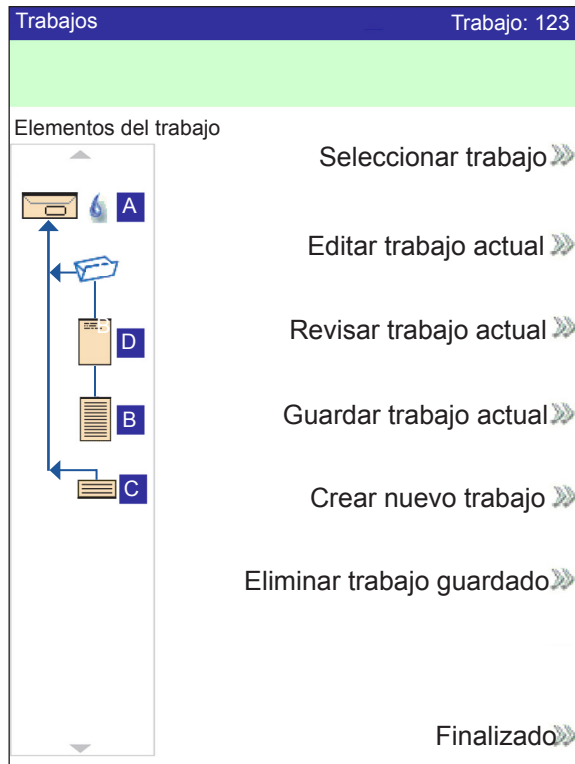 Trabajos Trabajo: 123
Elementos del trabajo
Seleccionar trabajo
A
Editar trabajo actual
Revisar trabajo actual
B
D
Guardar trabajo actual
B
Crear nuevo trabajo
C
Eliminar trabajo guardado
Finalizado